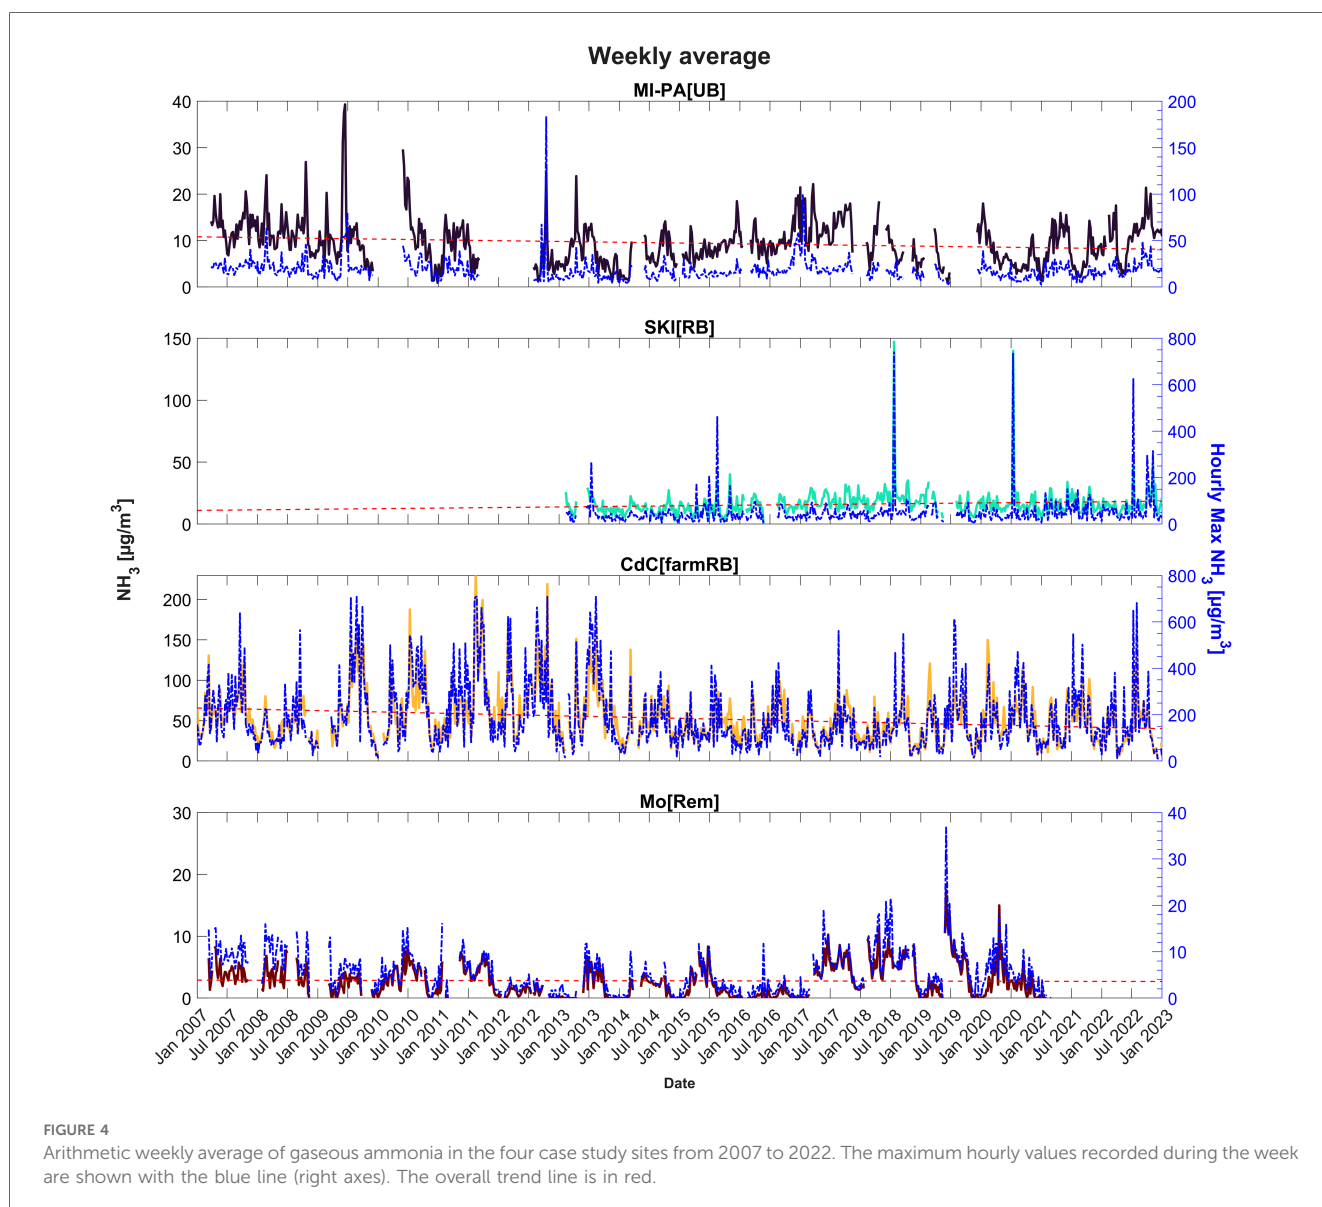 Weekly average
MI-PA[UB]
40
30
20
10
0
200
150
100
50
0
SKI[RB]
150
100
50
0
800
600
400
200
0
CdC[farmRB]
200
150
100
50
0
800
600
400
200
0
Mo[Rem]
30
20
10
0
40
30
20
10
0
NH3 [µg/m3]
Hourly Max NH3 [µg/m3]
Jan 2007
Jul 2007
Jan 2008
Jul 2008
Jan 2009
Jul 2009
Jan 2010
Jul 2010
Jan 2011
Jul 2011
Jan 2012
Jul 2012
Jan 2013
Jul 2013
Jan 2014
Jul 2014
Jan 2015
Jul 2015
Jan 2016
Jul 2016
Jan 2017
Jul 2017
Jan 2018
Jul 2018
Jan 2019
Jul 2019
Jan 2020
Jul 2020
Jan 2021
Jul 2021
Jan 2022
Jul 2022
Jan 2023
Date
FIGURE 4
Arithmetic weekly average of gaseous ammonia in the four case study sites from 2007 to 2022. The maximum hourly values recorded during the week
are shown with the blue line (right axes). The overall trend line is in red.